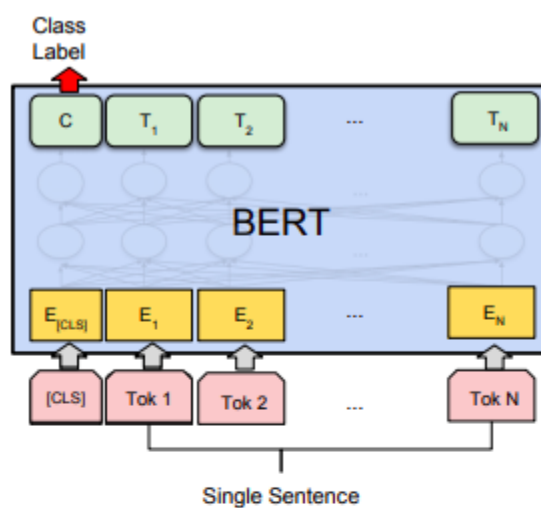 Class
Label
C T1 T2 --- TN
...
BERT
...
E[CLS] E1 E2 --- EN
[CLS] Tok 1 Tok 2 ... Tok N
Single Sentence